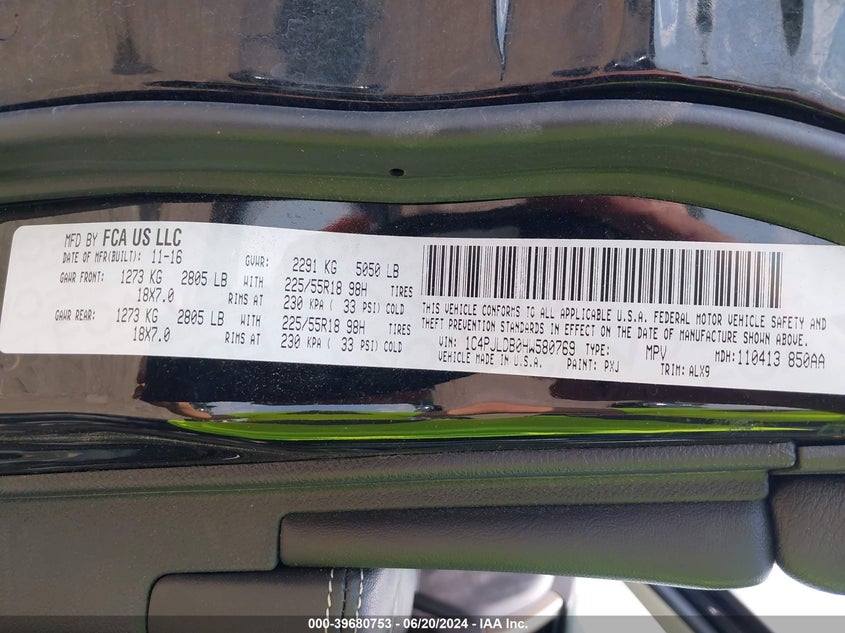 MFD BY FCA US LLC
DATE OF MFR(BUILT): 11-16 GVWR: 2291 KG 5050 LB
GAWR FRONT: 1273 KG 2805 LB WITH 225/55R18 98H TIRES
18X7.0 RIMS AT 230 KPA ( 33 PSI) COLD
GAWR REAR: 1273 KG 2805 LB WITH 225/55R18 98H TIRES
18X7.0 RIMS AT 230 KPA ( 33 PSI) COLD
THIS VEHICLE CONFORMS TO ALL APPLICABLE U.S.A. FEDERAL MOTOR VEHICLE SAFETY AND
THEFT PREVENTION STANDARDS IN EFFECT ON THE DATE OF MANUFACTURE SHOWN ABOVE.
VIN: 1C4PJLDB0HW580769 TYPE: MPV MDH:110413 850AA
VEHICLE MADE IN U.S.A. PAINT: PXJ TRIM: ALX9
000-39680753 - 06/20/2024 - IAA Inc.